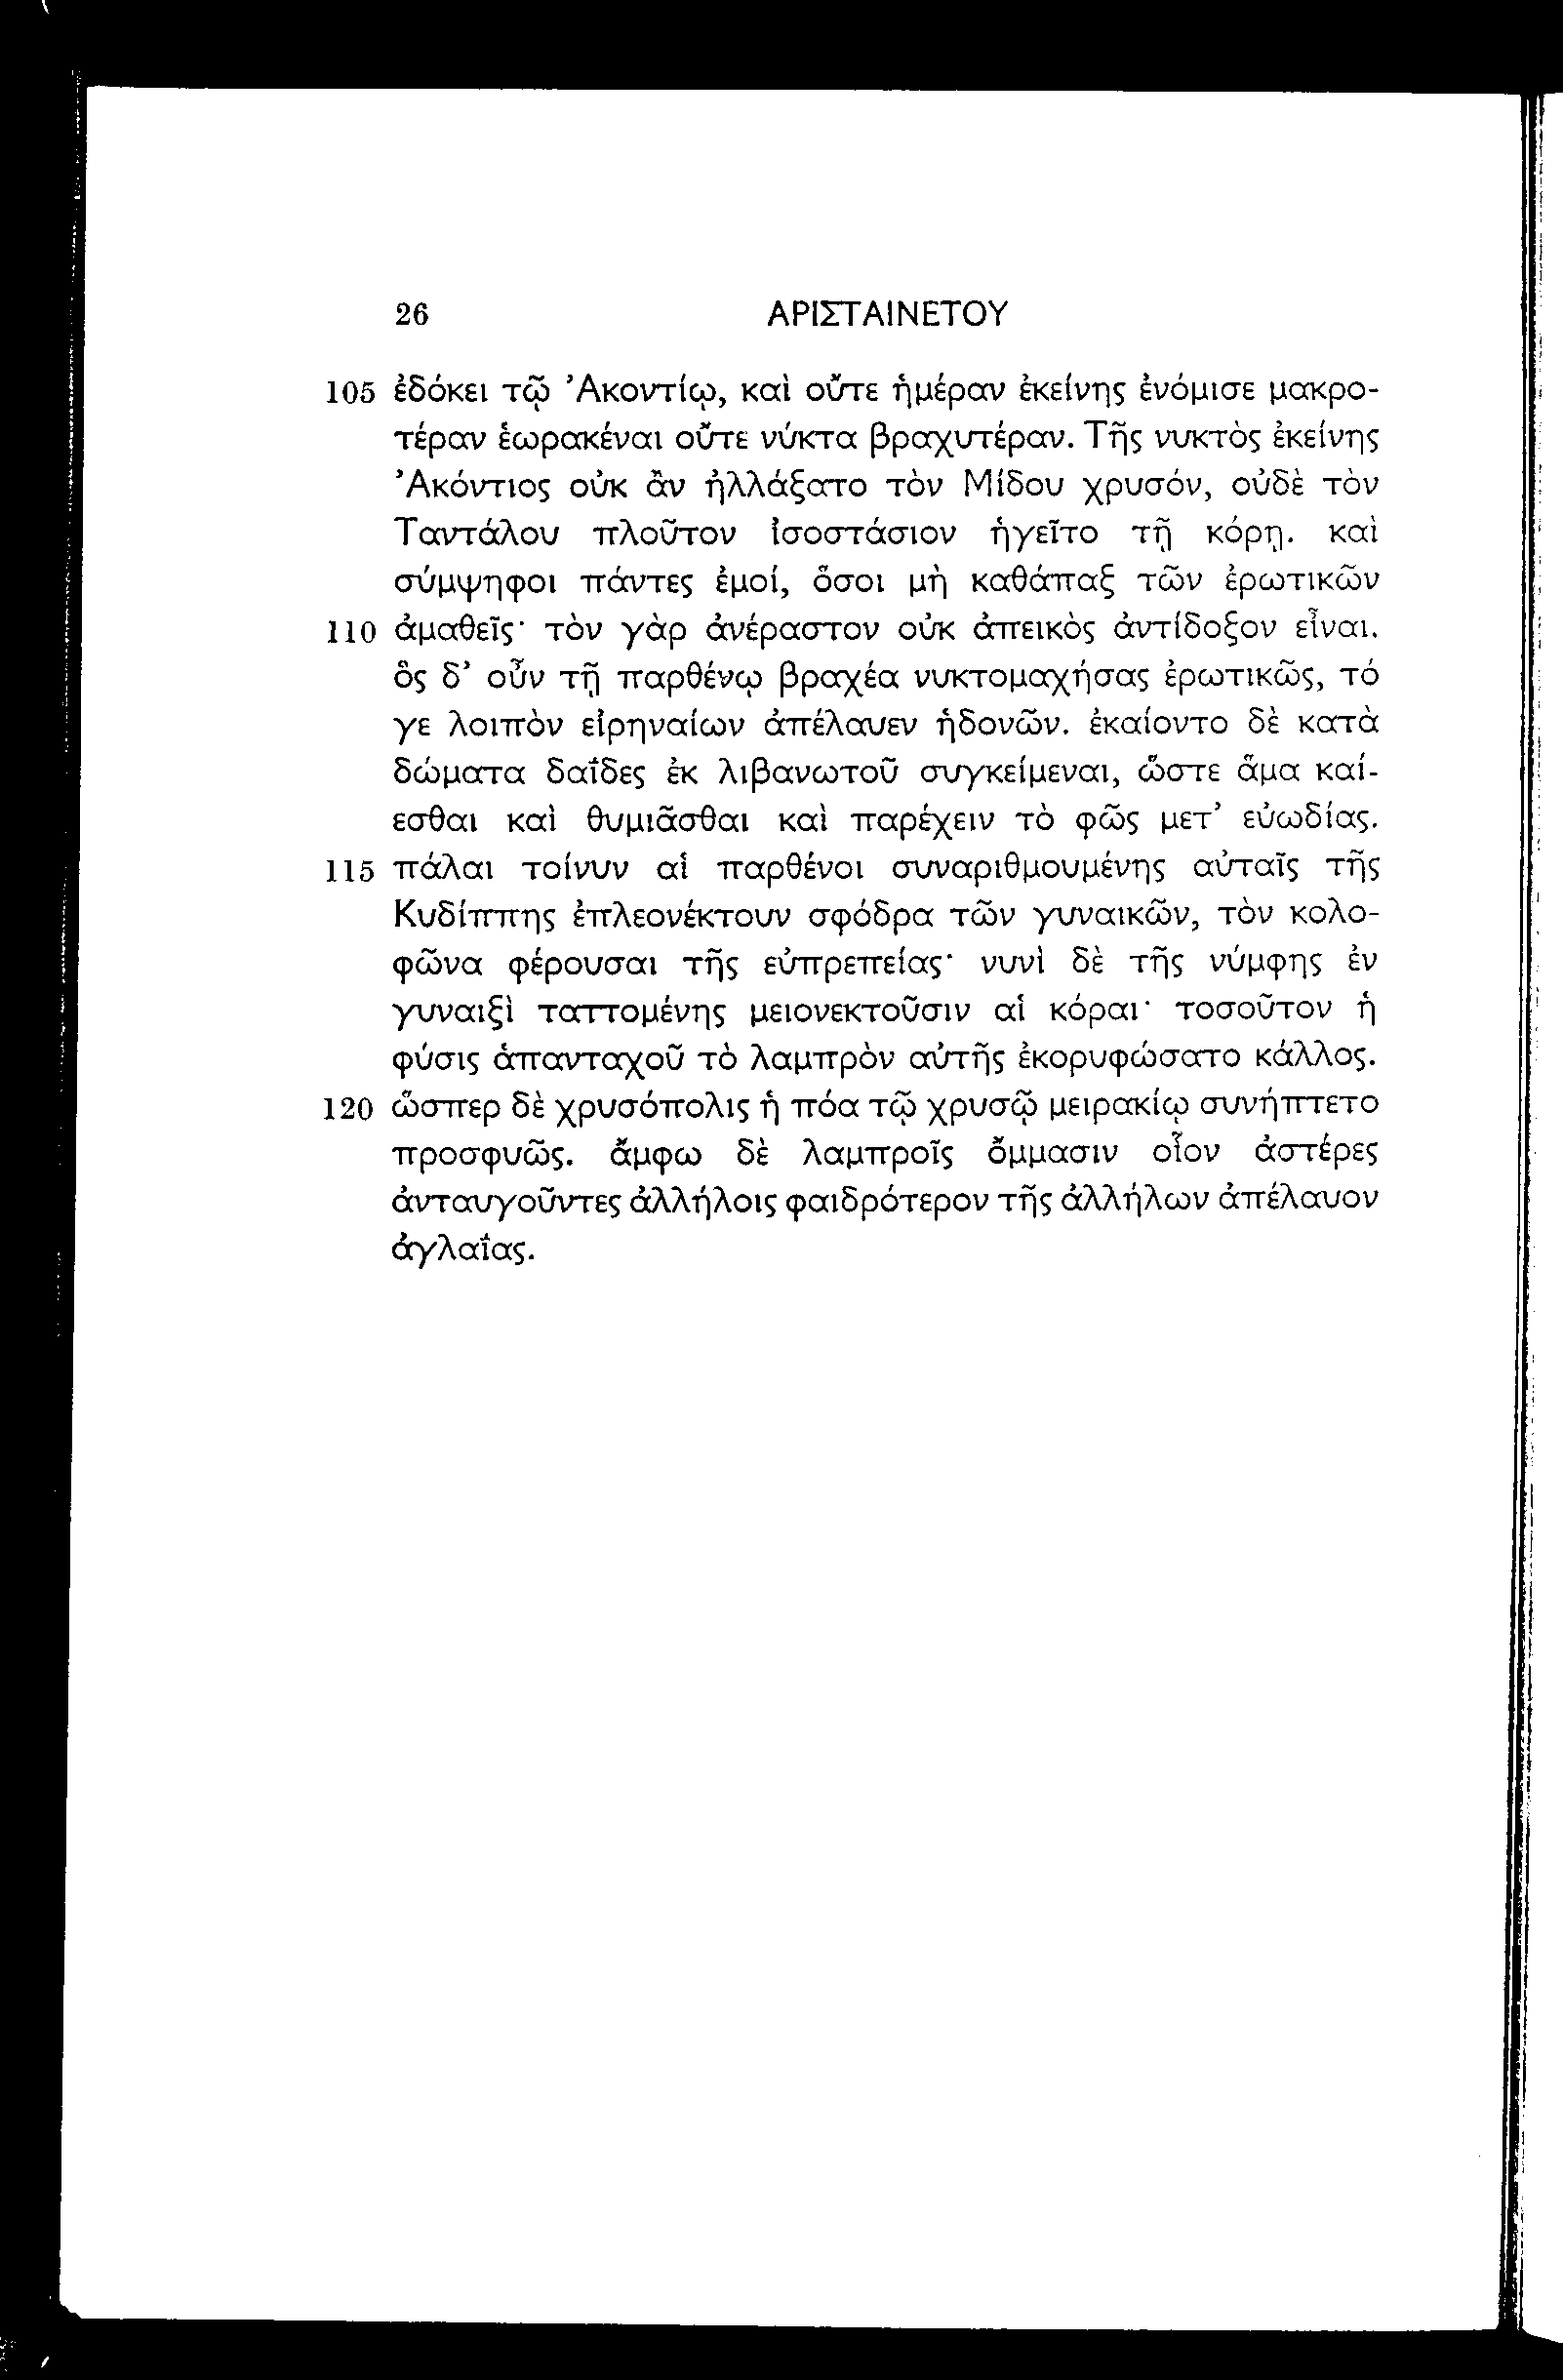 26 ΑΡΙΣΤΑΙΝΕΤΟΥ
105 ἐδόκει τῷ Ἀκοντίῳ, καὶ οὔτε ἡμέραν ἐκείνης ἐνόμισε μακρο-
τέραν ἑωρακέναι οὔτε νύκτα βραχυτέραν. Τῆς νυκτὸς ἐκείνης
Ἀκόντιος οὐκ ἂν ἠλλάξατο τὸν Μίδου χρυσόν, οὐδὲ τὸν
Ταντάλου πλοῦτον ἰσοστάσιον ἡγεῖτο τῇ κόρῃ. καὶ
σύμψηφοι πάντες ἐμοί, ὅσοι μὴ καθάπαξ τῶν ἐρωτικῶν
110 ἀμαθεῖς· τὸν γὰρ ἀνέραστον οὐκ ἀπεικὸς ἀντίδοξον εἶναι.
ὃς δ’ οὖν τῇ παρθένῳ βραχέα νυκτομαχήσας ἐρωτικῶς, τό
γε λοιπὸν εἰρηναίων ἀπέλαυεν ἡδονῶν. ἐκαίοντο δὲ κατὰ
δώματα δαΐδες ἐκ λιβανωτοῦ συγκείμεναι, ὥστε ἅμα καί-
εσθαι καὶ θυμιᾶσθαι καὶ παρέχειν τὸ φῶς μετ’ εὐωδίας.
115 πάλαι τοίνυν αἱ παρθένοι συναριθμουμένης αὐταῖς τῆς
Κυδίππης ἐπλεονέκτουν σφόδρα τῶν γυναικῶν, τὸν κολο-
φῶνα φέρουσαι τῆς εὐπρεπείας· νυνὶ δὲ τῆς νύμφης ἐν
γυναιξὶ ταττομένης μειονεκτοῦσιν αἱ κόραι· τοσοῦτον ἡ
φύσις ἁπανταχοῦ τὸ λαμπρὸν αὐτῆς ἐκορυφώσατο κάλλος.
120 ὥσπερ δὲ χρυσόπολις ἡ πόα τῷ χρυσῷ μειρακίῳ συνήπτετο
προσφυῶς. ἄμφω δὲ λαμπροῖς ὄμμασιν οἷον ἀστέρες
ἀνταυγοῦντες ἀλλήλοις φαιδρότερον τῆς ἀλλήλων ἀπέλαυον
ἀγλαΐας.